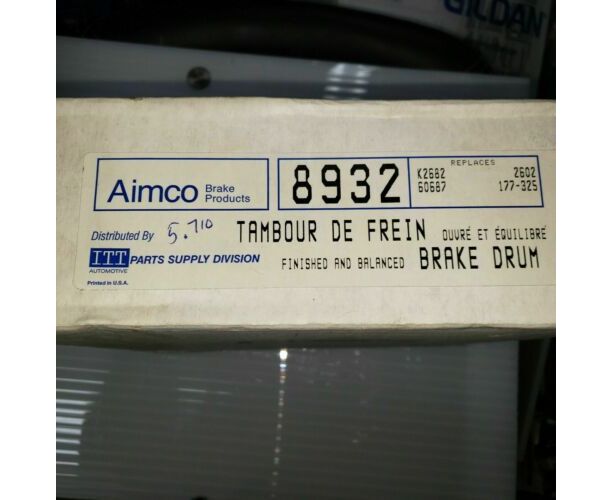 GILDAN
Aimco Brake Products
8932
REPLACES
K2682 2602
60687 177-325
Distributed By 5.710
TAMBOUR DE FREIN OUVRÉ ET ÉQUILIBRÉ
ITT PARTS SUPPLY DIVISION
AUTOMOTIVE
FINISHED AND BALANCED BRAKE DRUM
Printed in U.S.A.